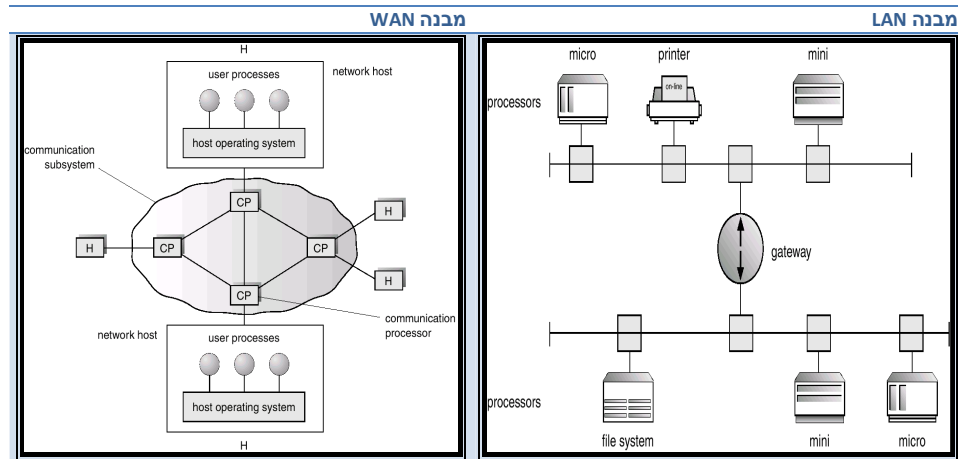 מבנה LAN
מבנה WAN
micro
printer
mini
on-line
processors
gateway
processors
file system
mini
micro
H
user processes
network host
host operating system
communication
subsystem
CP
H
H
CP
CP
H
CP
communication
processor
network host
user processes
host operating system
H